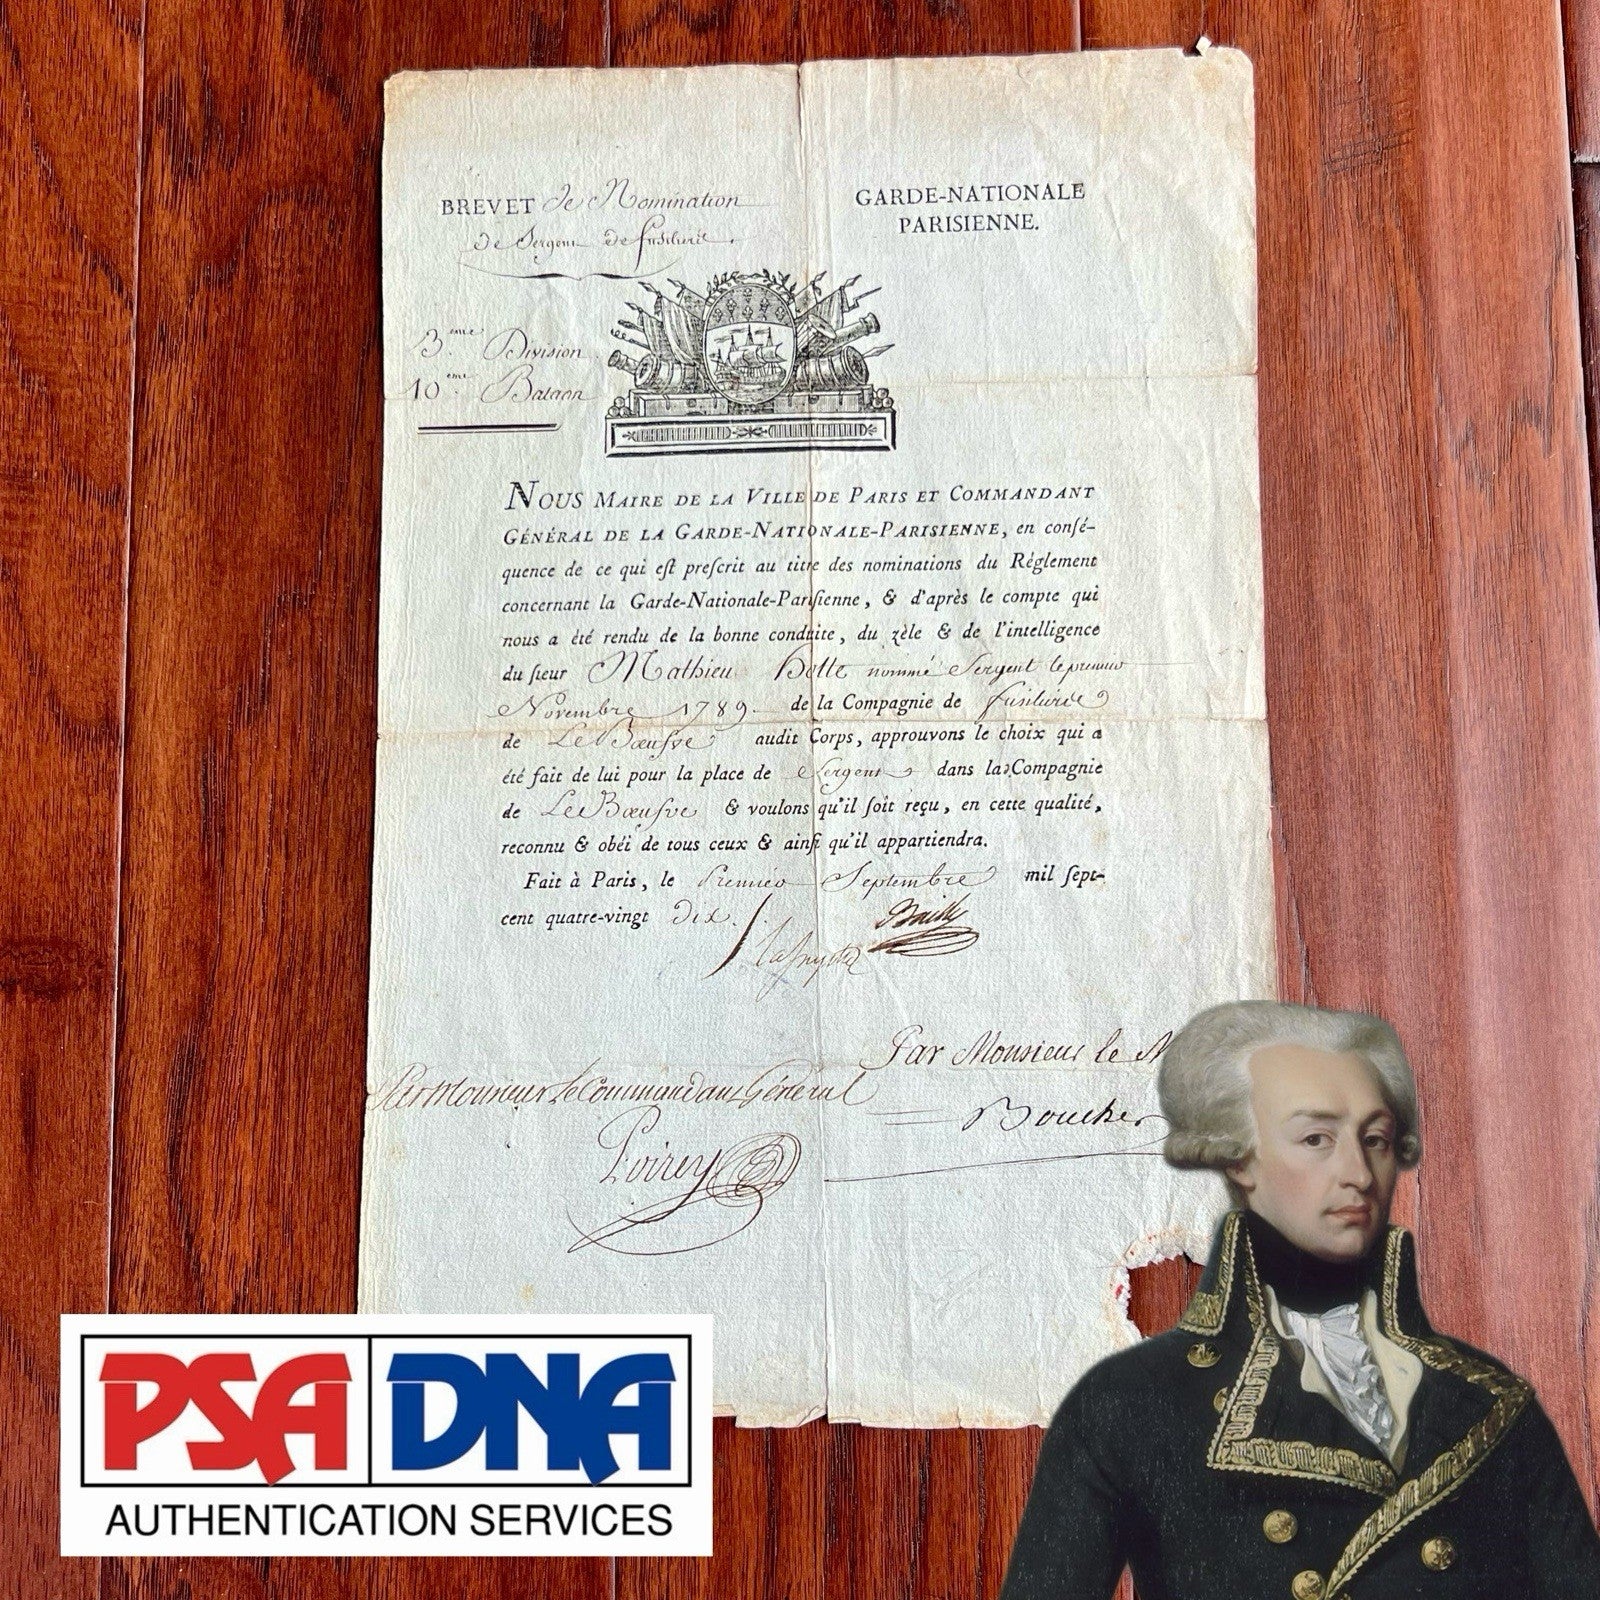 BREVET de Nomination
de Sergent de fusilierie.
GARDE-NATIONALE
PARISIENNE.
3.eme Division
10.eme Bataon
NOUS MAIRE DE LA VILLE DE PARIS ET COMMANDANT
GÉNÉRAL DE LA GARDE-NATIONALE-PARISIENNE, en conſé-
quence de ce qui eſt preſcrit au titre des nominations du Réglement
concernant la Garde-Nationale-Pariſienne, & d'après le compte qui
nous a été rendu de la bonne conduite, du zèle & de l'intelligence
du ſieur Mathieu nommé Sergent le premier
Novembre 1789. de la Compagnie de
de Le Bœufve audit Corps, approuvons le choix qui a
été fait de lui pour la place de Sergent dans la Compagnie
de Le Bœufve & voulons qu'il ſoit reçu, en cette qualité,
reconnu & obéi de tous ceux & ainſi qu'il appartiendra.
Fait à Paris, le Premier Septembre mil ſept-
cent quatre-vingt Dix.
Bailly
Lafayette
Par Monsieur le M
Par Monsieur le Commandant Général
Boucher
Poirey
PSA DNA
AUTHENTICATION SERVICES